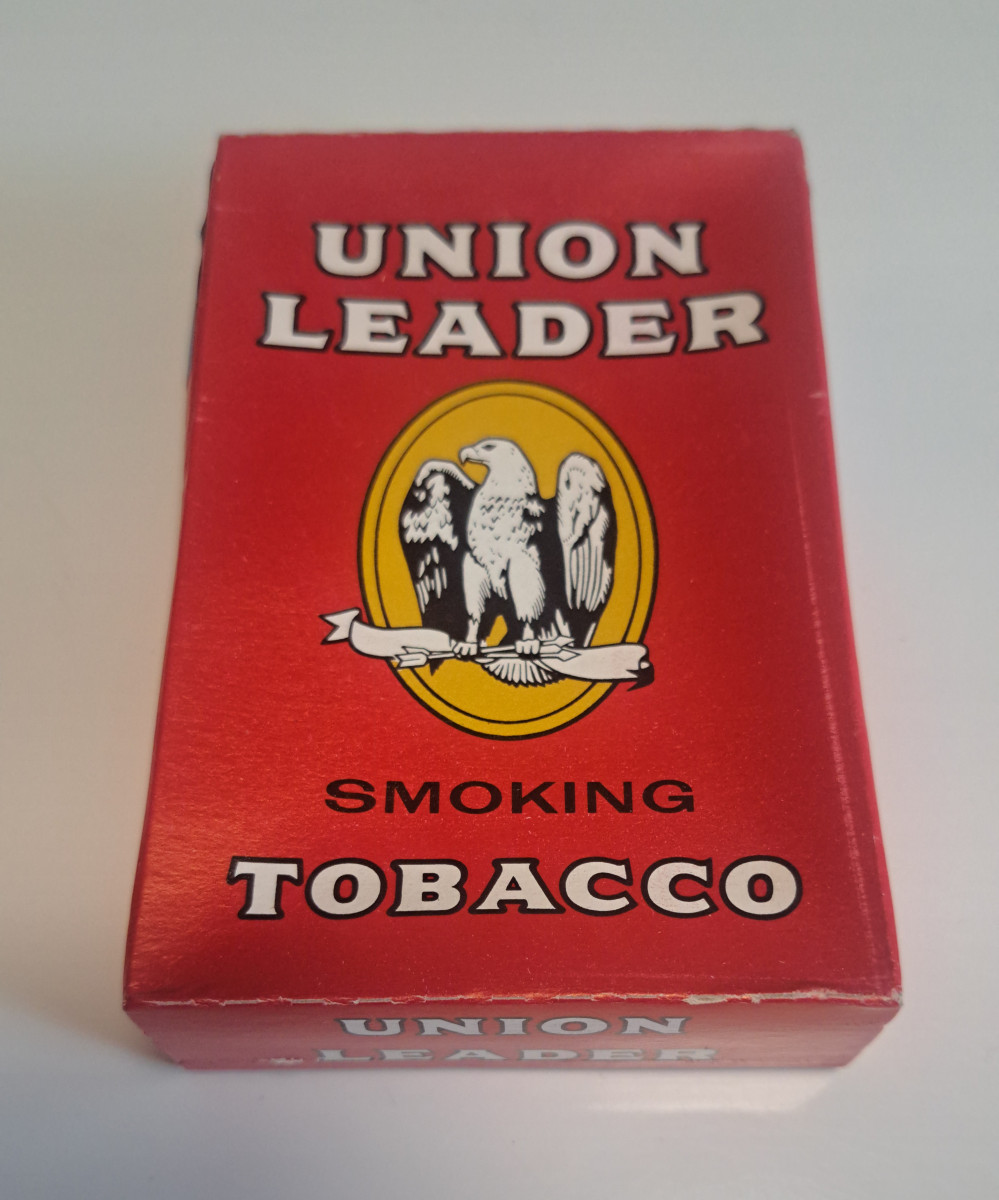 UNION
LEADER
SMOKING
TOBACCO
UNION
LEADER